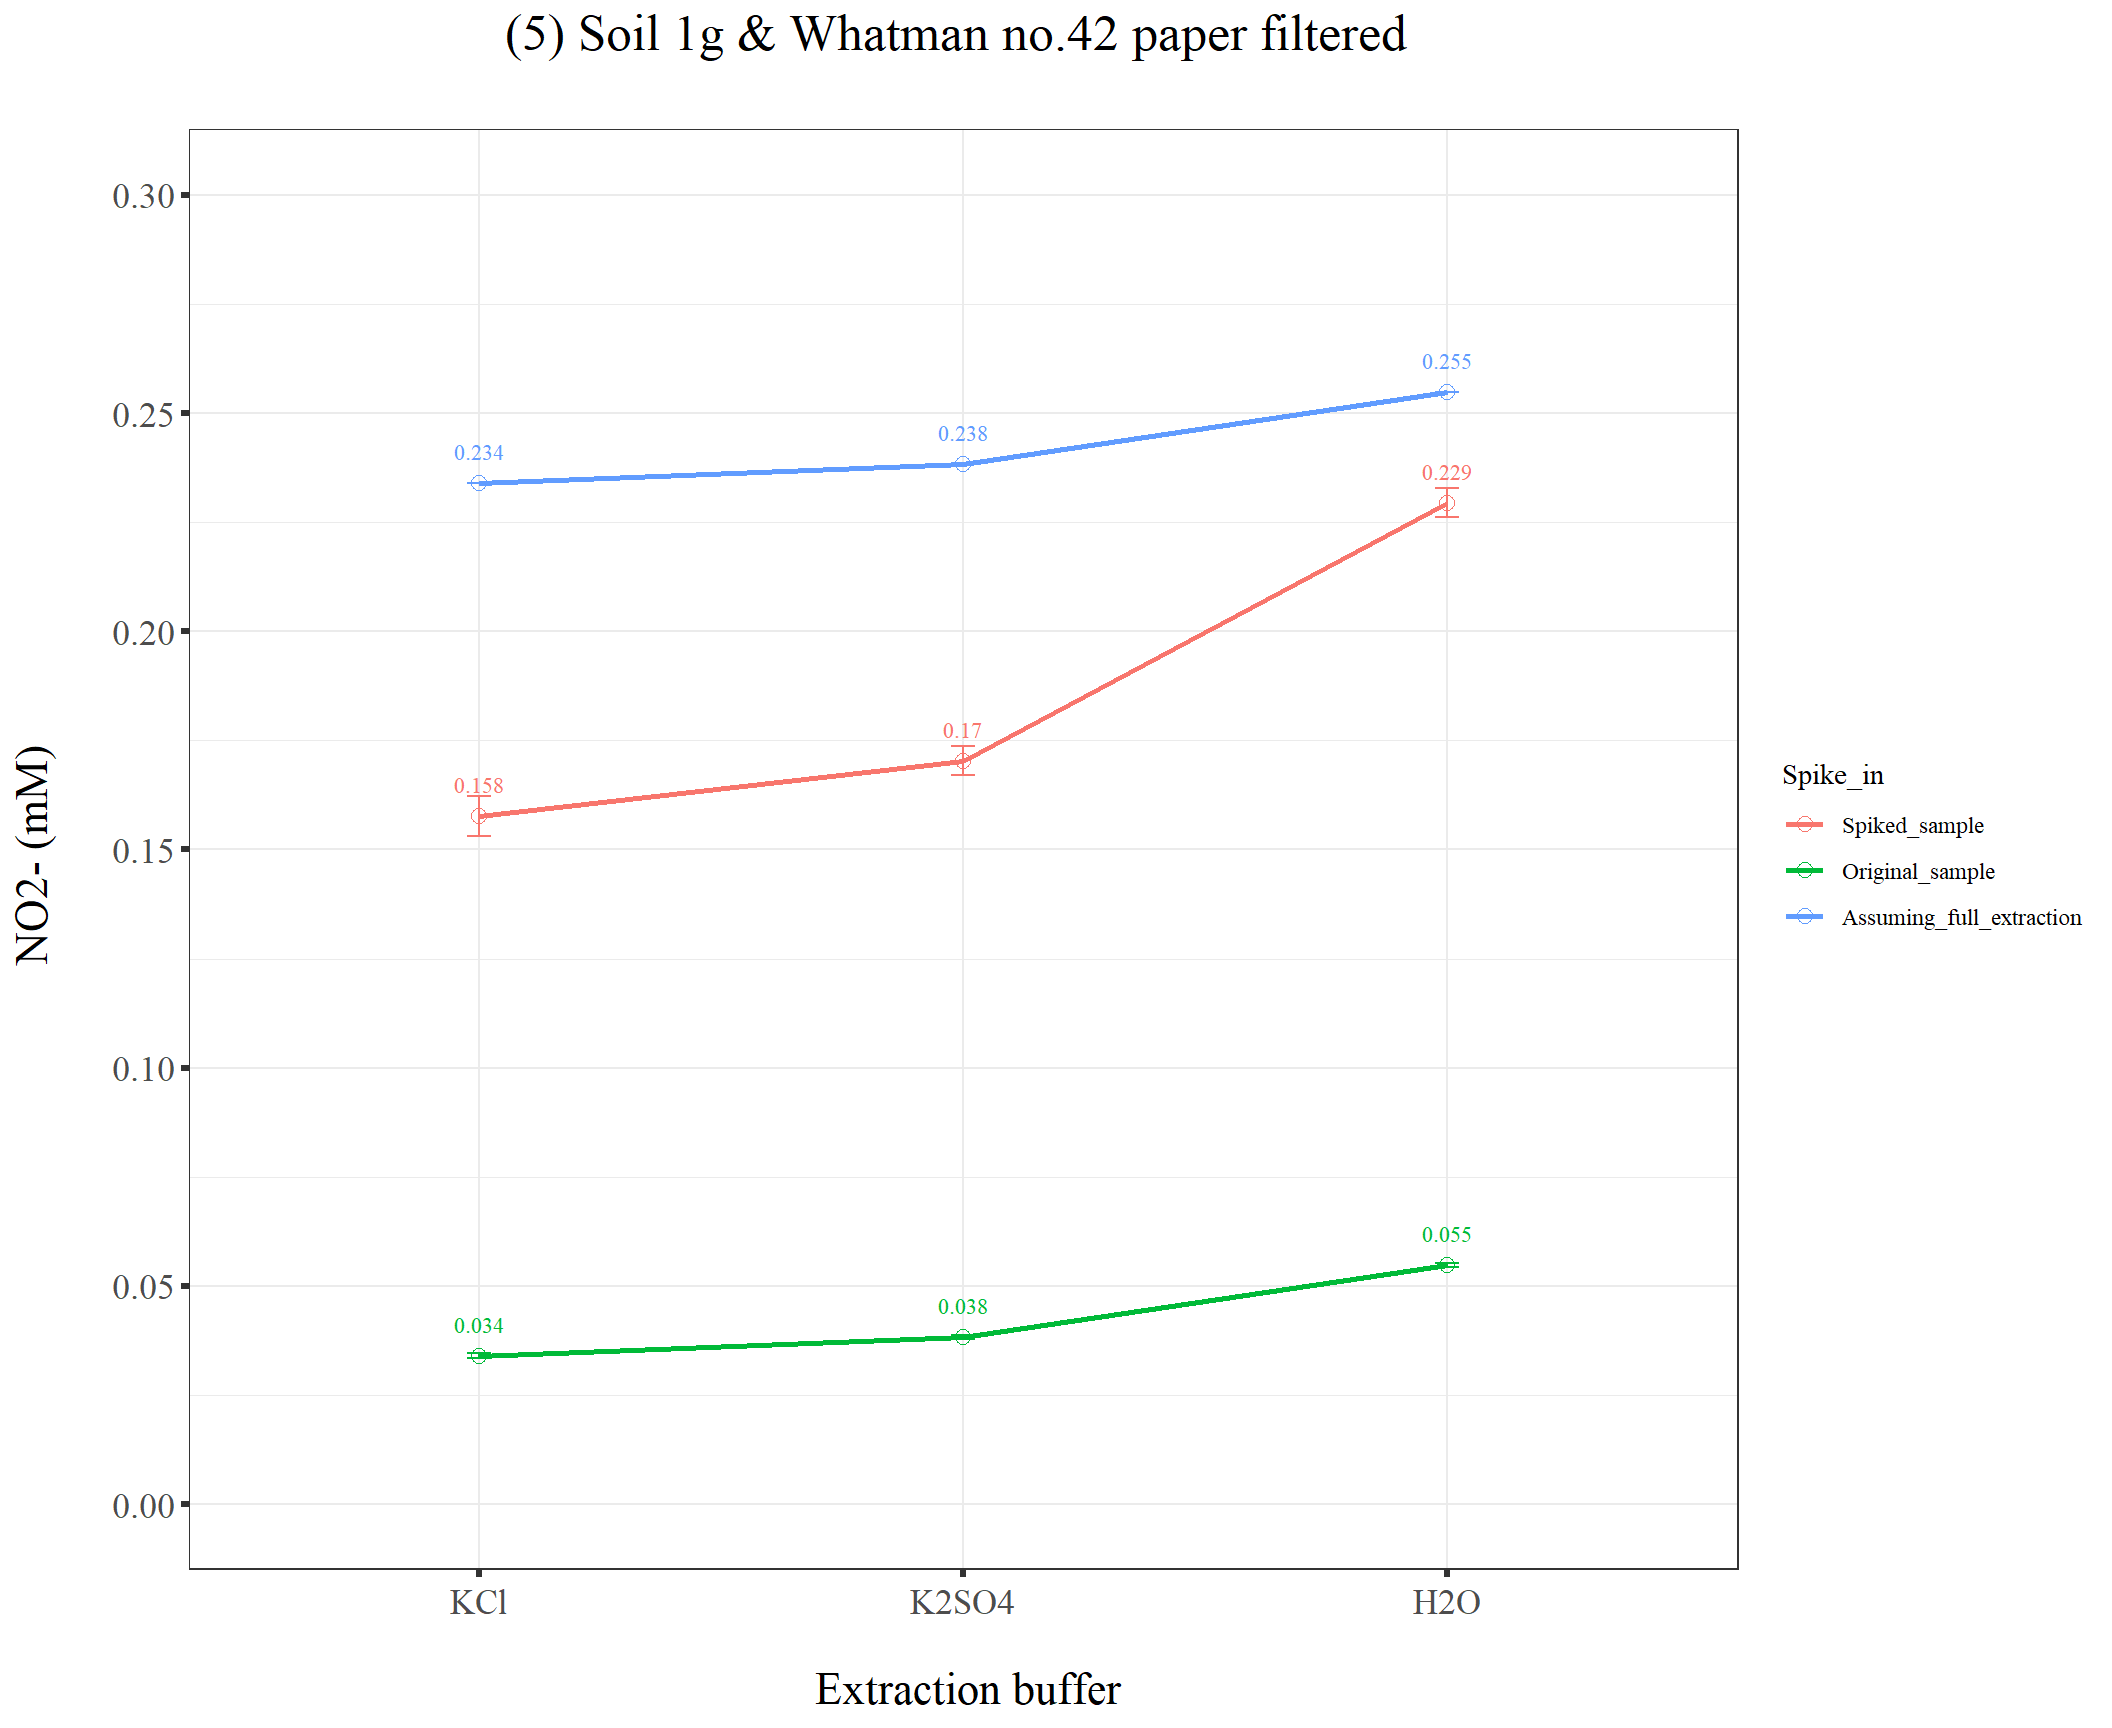 (5) Soil 1g & Whatman no.42 paper filtered
NO2- (mM)
0.30
0.25
0.20
0.15
0.10
0.05
0.00
0.234
0.238
0.255
0.158
0.17
0.229
0.034
0.038
0.055
KCl
K2SO4
H2O
Extraction buffer
Spike_in
Spiked_sample
Original_sample
Assuming_full_extraction